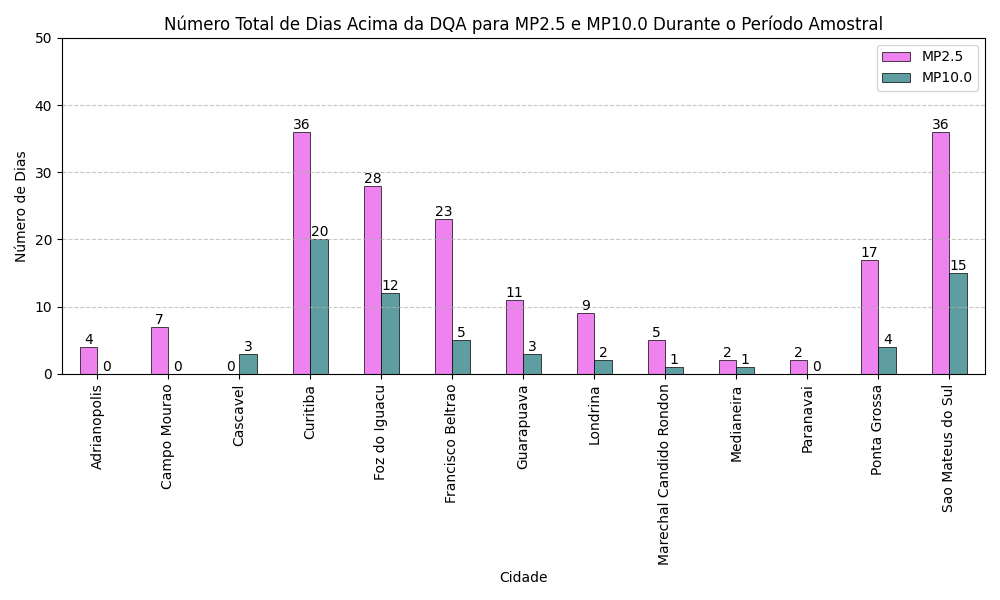 Número Total de Dias Acima da DQA para MP2.5 e MP10.0 Durante o Período Amostral
MP2.5
MP10.0
Número de Dias
50
40
30
20
10
0
4 0
7 0
0 3
36 20
28 12
23 5
11 3
9 2
5 1
2 1
2 0
17 4
36 15
Adrianopolis
Campo Mourao
Cascavel
Curitiba
Foz do Iguacu
Francisco Beltrao
Guarapuava
Londrina
Marechal Candido Rondon
Medianeira
Paranavai
Ponta Grossa
Sao Mateus do Sul
Cidade